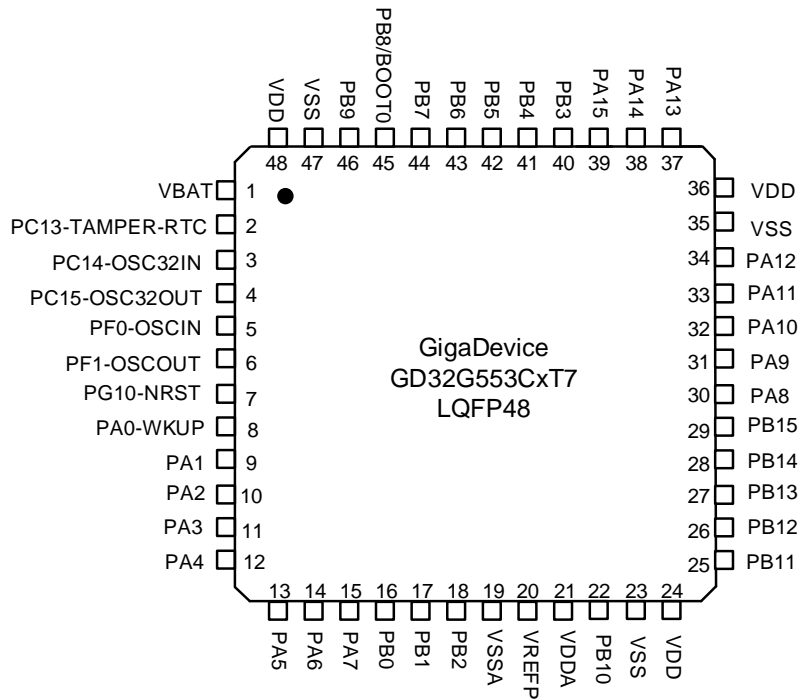 VDD
VSS
PB9
PB8/BOOT0
PB7
PB6
PB5
PB4
PB3
PA15
PA14
PA13
48
47
46
45
44
43
42
41
40
39
38
37
VBAT 1
PC13-TAMPER-RTC 2
PC14-OSC32IN 3
PC15-OSC32OUT 4
PF0-OSCIN 5
PF1-OSCOUT 6
PG10-NRST 7
PA0-WKUP 8
PA1 9
PA2 10
PA3 11
PA4 12
GigaDevice
GD32G553CxT7
LQFP48
36 VDD
35 VSS
34 PA12
33 PA11
32 PA10
31 PA9
30 PA8
29 PB15
28 PB14
27 PB13
26 PB12
25 PB11
13
14
15
16
17
18
19
20
21
22
23
24
PA5
PA6
PA7
PB0
PB1
PB2
VSSA
VREFP
VDDA
PB10
VSS
VDD